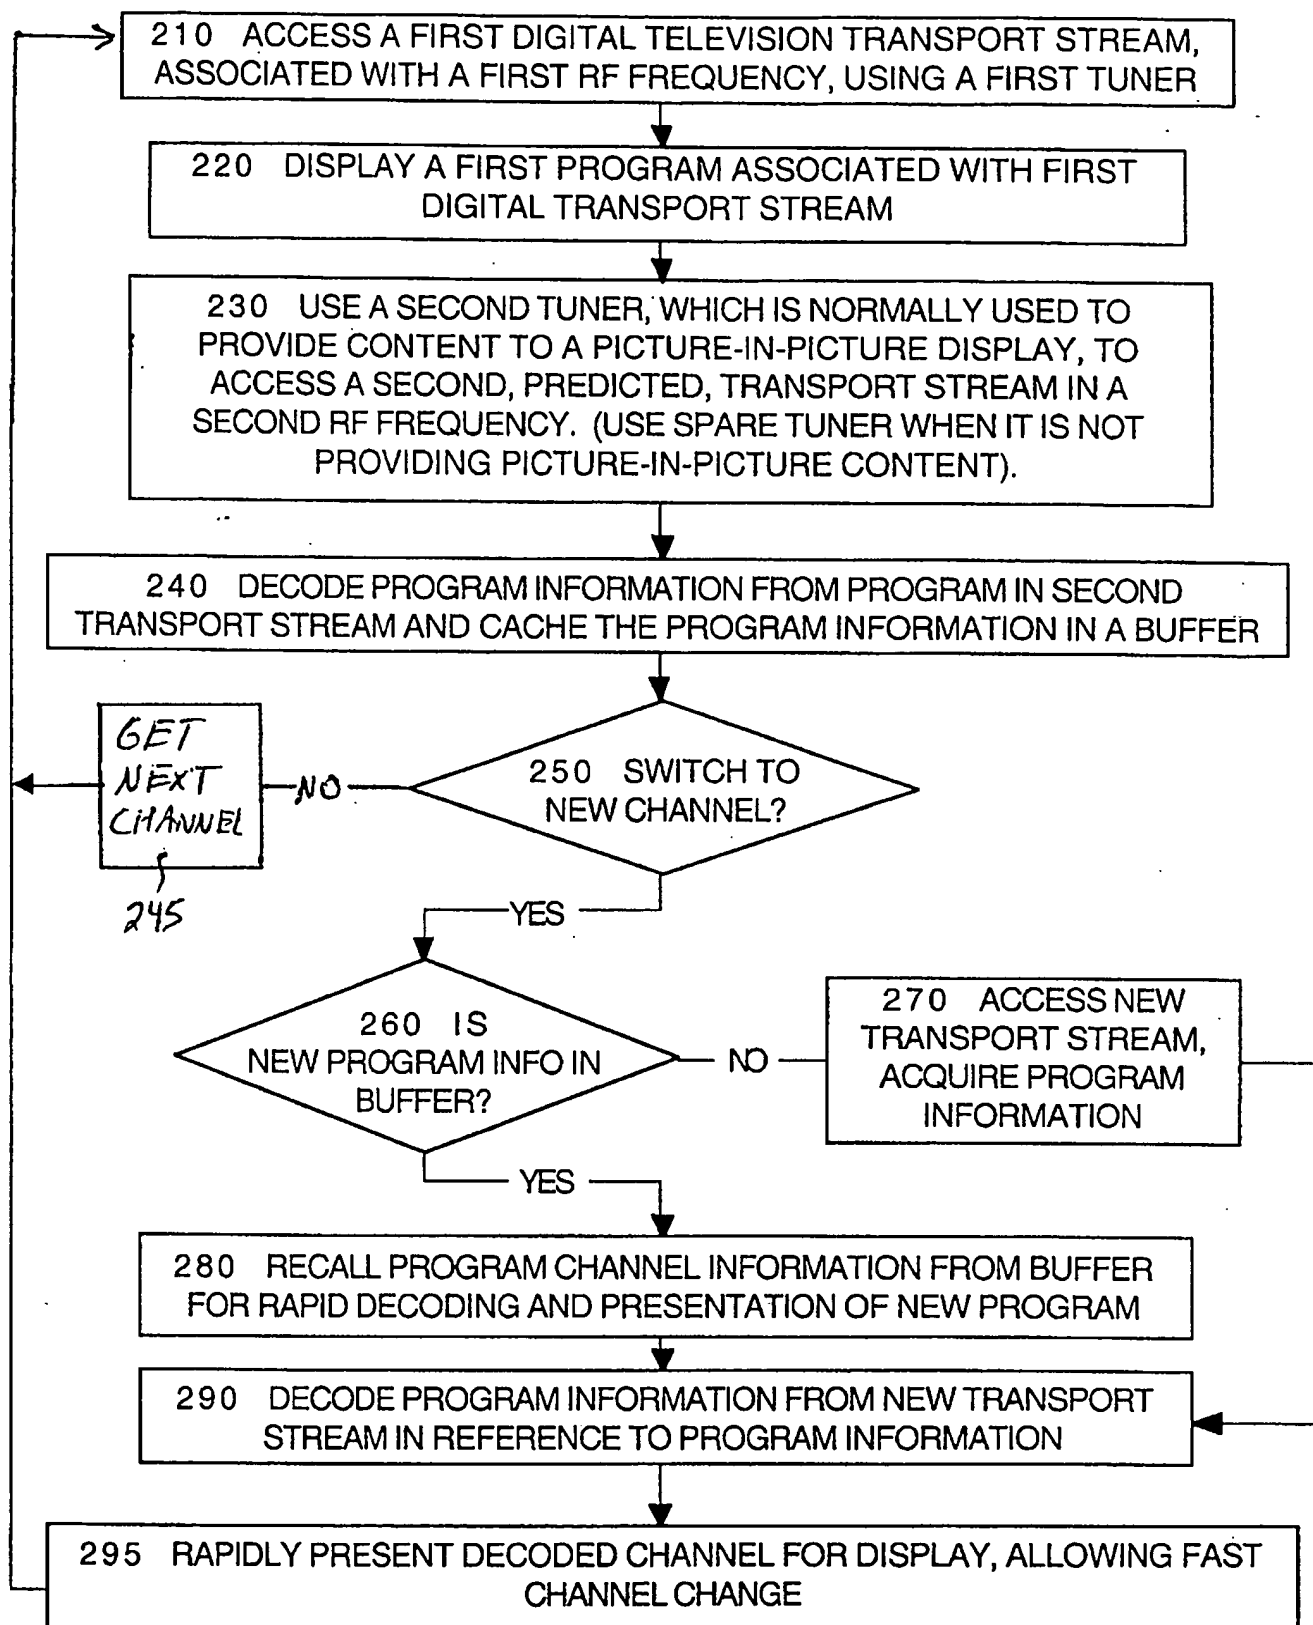 210 ACCESS A FIRST DIGITAL TELEVISION TRANSPORT STREAM,
ASSOCIATED WITH A FIRST RF FREQUENCY, USING A FIRST TUNER
220 DISPLAY A FIRST PROGRAM ASSOCIATED WITH FIRST
DIGITAL TRANSPORT STREAM
230 USE A SECOND TUNER, WHICH IS NORMALLY USED TO
PROVIDE CONTENT TO A PICTURE-IN-PICTURE DISPLAY, TO
ACCESS A SECOND, PREDICTED, TRANSPORT STREAM IN A
SECOND RF FREQUENCY. (USE SPARE TUNER WHEN IT IS NOT
PROVIDING PICTURE-IN-PICTURE CONTENT).
240 DECODE PROGRAM INFORMATION FROM PROGRAM IN SECOND
TRANSPORT STREAM AND CACHE THE PROGRAM INFORMATION IN A BUFFER
GET
NEXT
CHANNEL
245
NO
250 SWITCH TO
NEW CHANNEL?
YES
260 IS
NEW PROGRAM INFO IN
BUFFER?
NO
270 ACCESS NEW
TRANSPORT STREAM,
ACQUIRE PROGRAM
INFORMATION
YES
280 RECALL PROGRAM CHANNEL INFORMATION FROM BUFFER
FOR RAPID DECODING AND PRESENTATION OF NEW PROGRAM
290 DECODE PROGRAM INFORMATION FROM NEW TRANSPORT
STREAM IN REFERENCE TO PROGRAM INFORMATION
295 RAPIDLY PRESENT DECODED CHANNEL FOR DISPLAY, ALLOWING FAST
CHANNEL CHANGE